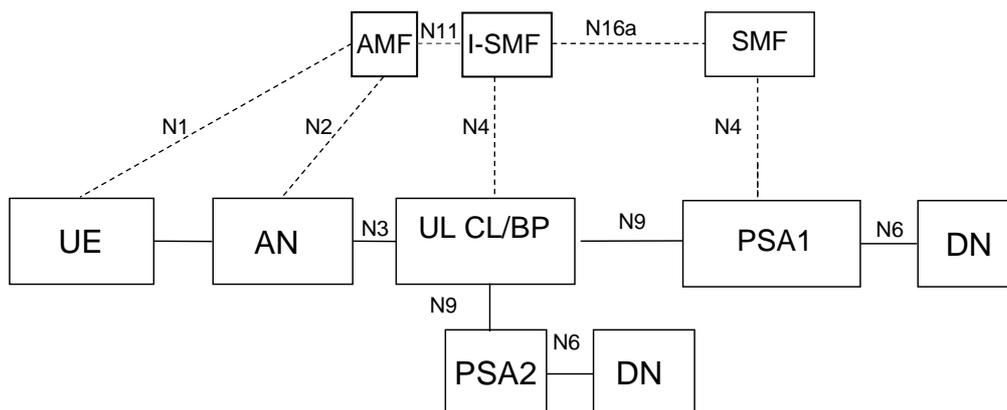 AMF
N11
I-SMF
N16a
SMF
N1
N2
N4
N4
UE
AN
N3
UL CL/BP
N9
PSA1
N6
DN
N9
PSA2
N6
DN